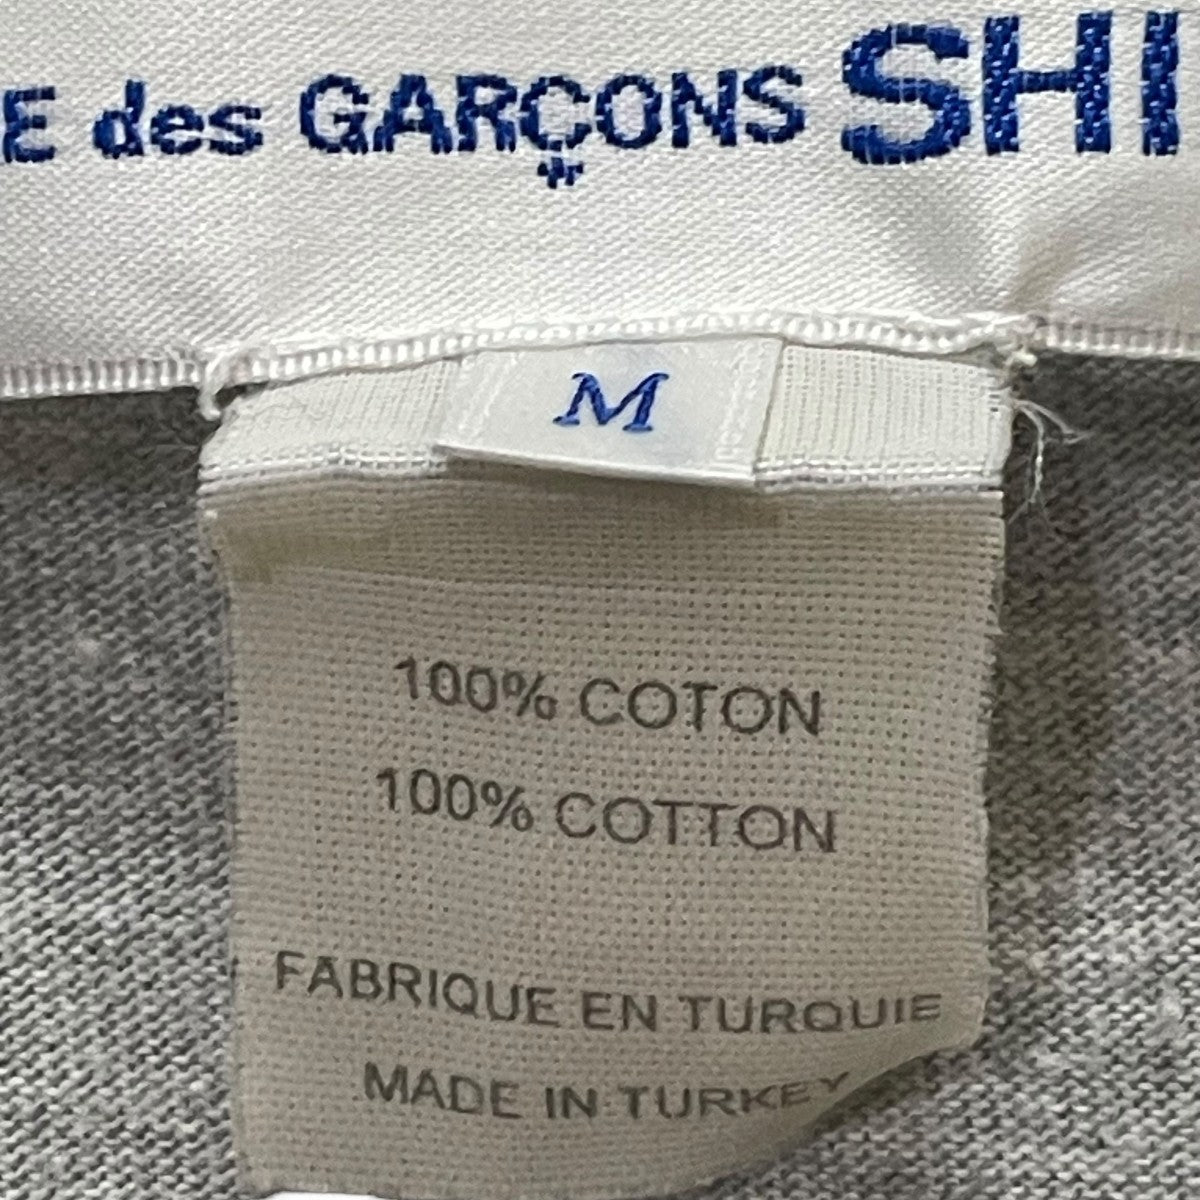 E des GARÇONS SHI
M
100% COTON
100% COTTON
FABRIQUE EN TURQUIE
MADE IN TURKEY